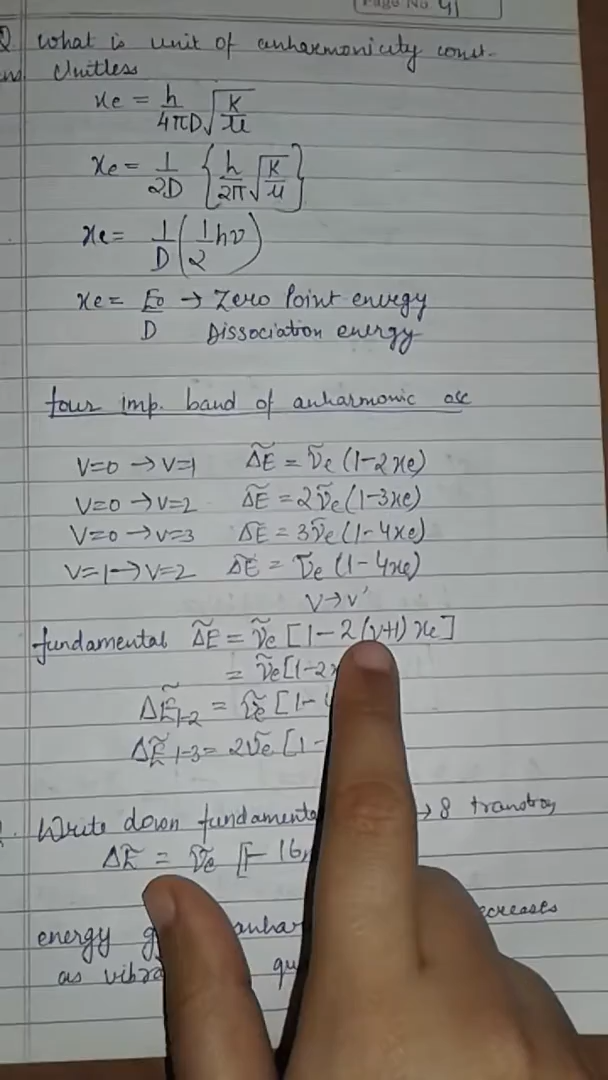 Page No. 41
Q What is unit of anharmonicity const.
Ans Unitless
xe = h/4πD √K/μ
xe = 1/2D {h/2π √K/μ}
xe = 1/D (1/2 hν)
xe = E0/D → Zero Point energy
Dissociation energy
four imp. band of anharmonic osc
V=0 → V=1 ΔẼ = ν̃e (1-2xe)
V=0 → V=2 ΔẼ = 2ν̃e (1-3xe)
V=0 → V=3 ΔẼ = 3ν̃e (1-4xe)
V=1 → V=2 ΔẼ = ν̃e (1-4xe)
V → V'
fundamental ΔẼ = ν̃e [1-2(v+1)xe]
= ν̃e [1-2x
ΔẼ1-2 = ν̃e [1-
ΔẼ1-3 = 2ν̃e [1-
Write down → 8
ΔẼ = ν̃e [1- 16
energy
as